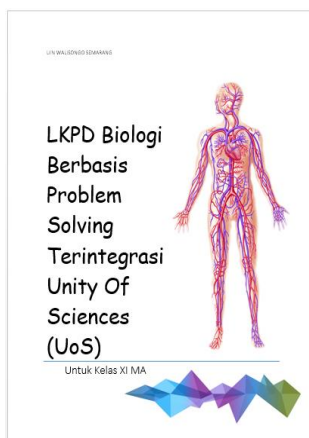 UIN WALISONGO SEMARANG
LKPD Biologi
Berbasis
Problem
Solving
Terintegrasi
Unity Of
Sciences
(UoS)
Untuk Kelas XI MA